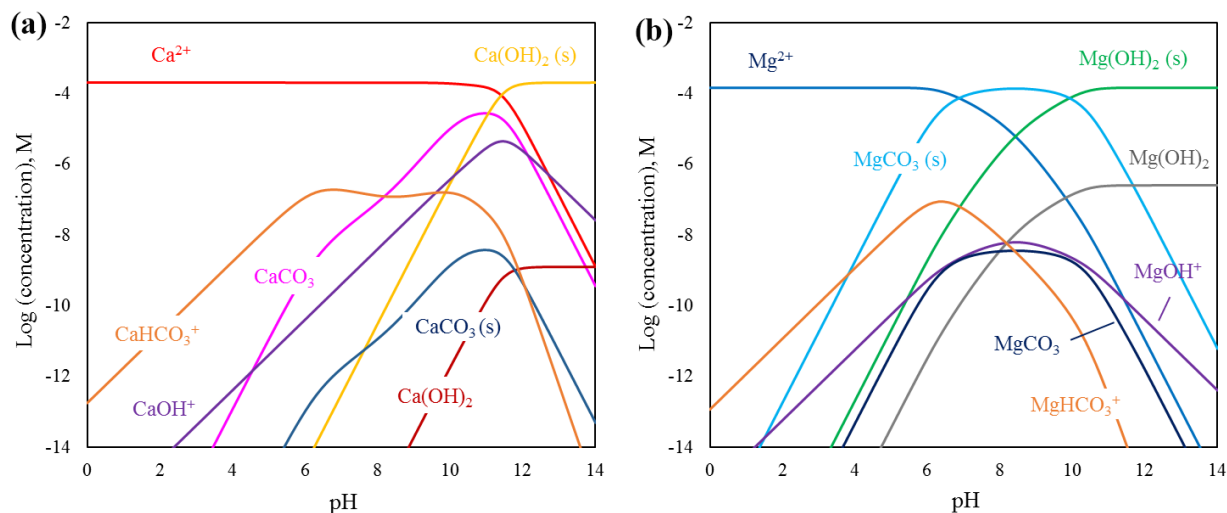 (a)
Log (concentration), M
-2
-4
-6
-8
-10
-12
-14
Ca²⁺
Ca(OH)₂ (s)
CaCO₃
CaHCO₃⁺
CaCO₃ (s)
CaOH⁺
Ca(OH)₂
0 2 4 6 8 10 12 14
pH
(b)
Log (concentration), M
-2
-4
-6
-8
-10
-12
-14
Mg²⁺
Mg(OH)₂ (s)
MgCO₃ (s)
Mg(OH)₂
MgOH⁺
MgCO₃
MgHCO₃⁺
0 2 4 6 8 10 12 14
pH